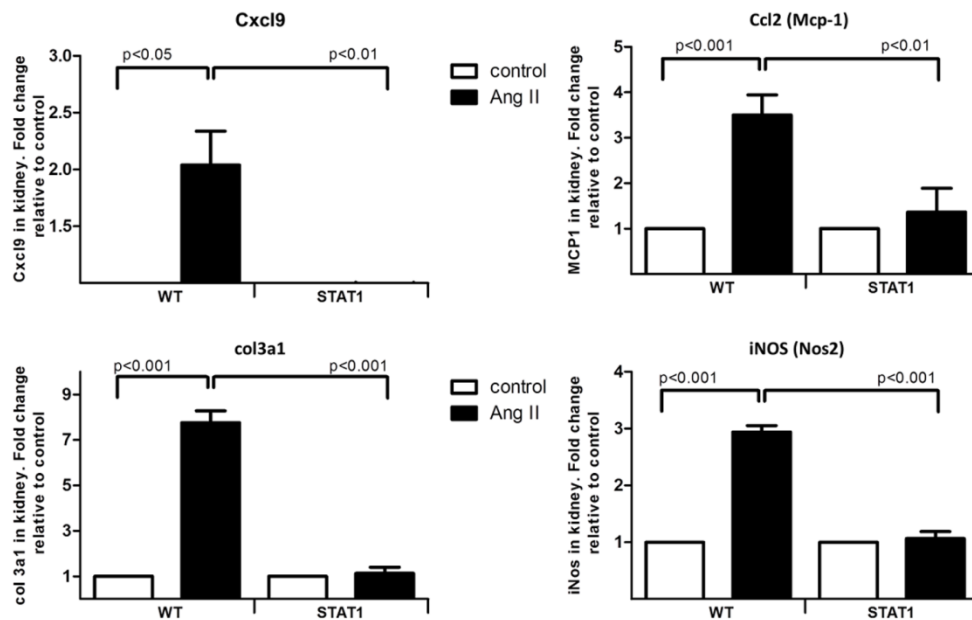 Cxcl9
p<0.05
p<0.01
3.0
2.5
2.0
1.5
Cxcl9 in kidney. Fold change
relative to control
WT
STAT1
control
Ang II
Ccl2 (Mcp-1)
p<0.001
p<0.01
5
4
3
2
1
MCP1 in kidney. Fold change
relative to control
WT
STAT1
col3a1
p<0.001
p<0.001
9
7
5
3
1
col 3a1 in kidney. Fold change
relative to control
WT
STAT1
control
Ang II
iNOS (Nos2)
p<0.001
p<0.001
4
3
2
1
iNos in kidney. Fold change
relative to control
WT
STAT1